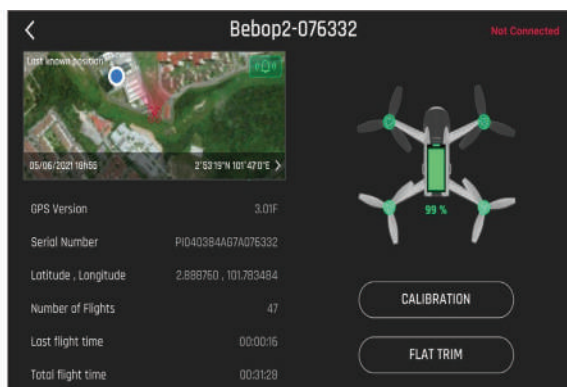 Bebop2-076332
Not Connected
Last known position
05/06/2021 18h56
2°53'19"N 101°47'0"E
GPS Version
3.01F
Serial Number
PI040384AG7A076332
Latitude , Longitude
2.888760 , 101.783484
Number of Flights
47
Last flight time
00:00:16
Total flight time
00:31:28
99 %
CALIBRATION
FLAT TRIM